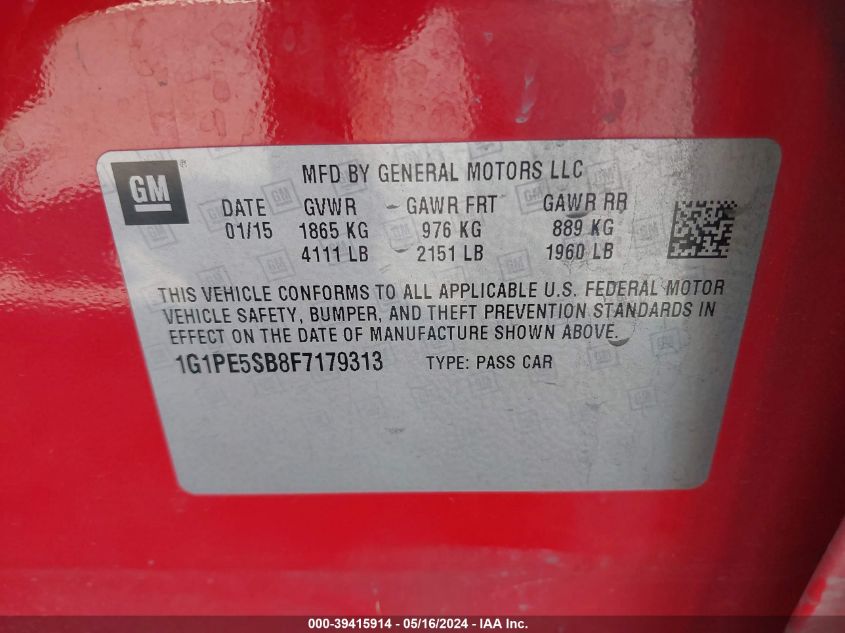 GM
MFD BY GENERAL MOTORS LLC
DATE GVWR GAWR FRT GAWR RR
01/15 1865 KG 976 KG 889 KG
4111 LB 2151 LB 1960 LB
THIS VEHICLE CONFORMS TO ALL APPLICABLE U.S. FEDERAL MOTOR
VEHICLE SAFETY, BUMPER, AND THEFT PREVENTION STANDARDS IN
EFFECT ON THE DATE OF MANUFACTURE SHOWN ABOVE.
1G1PE5SB8F7179313 TYPE: PASS CAR
000-39415914 - 05/16/2024 - IAA Inc.